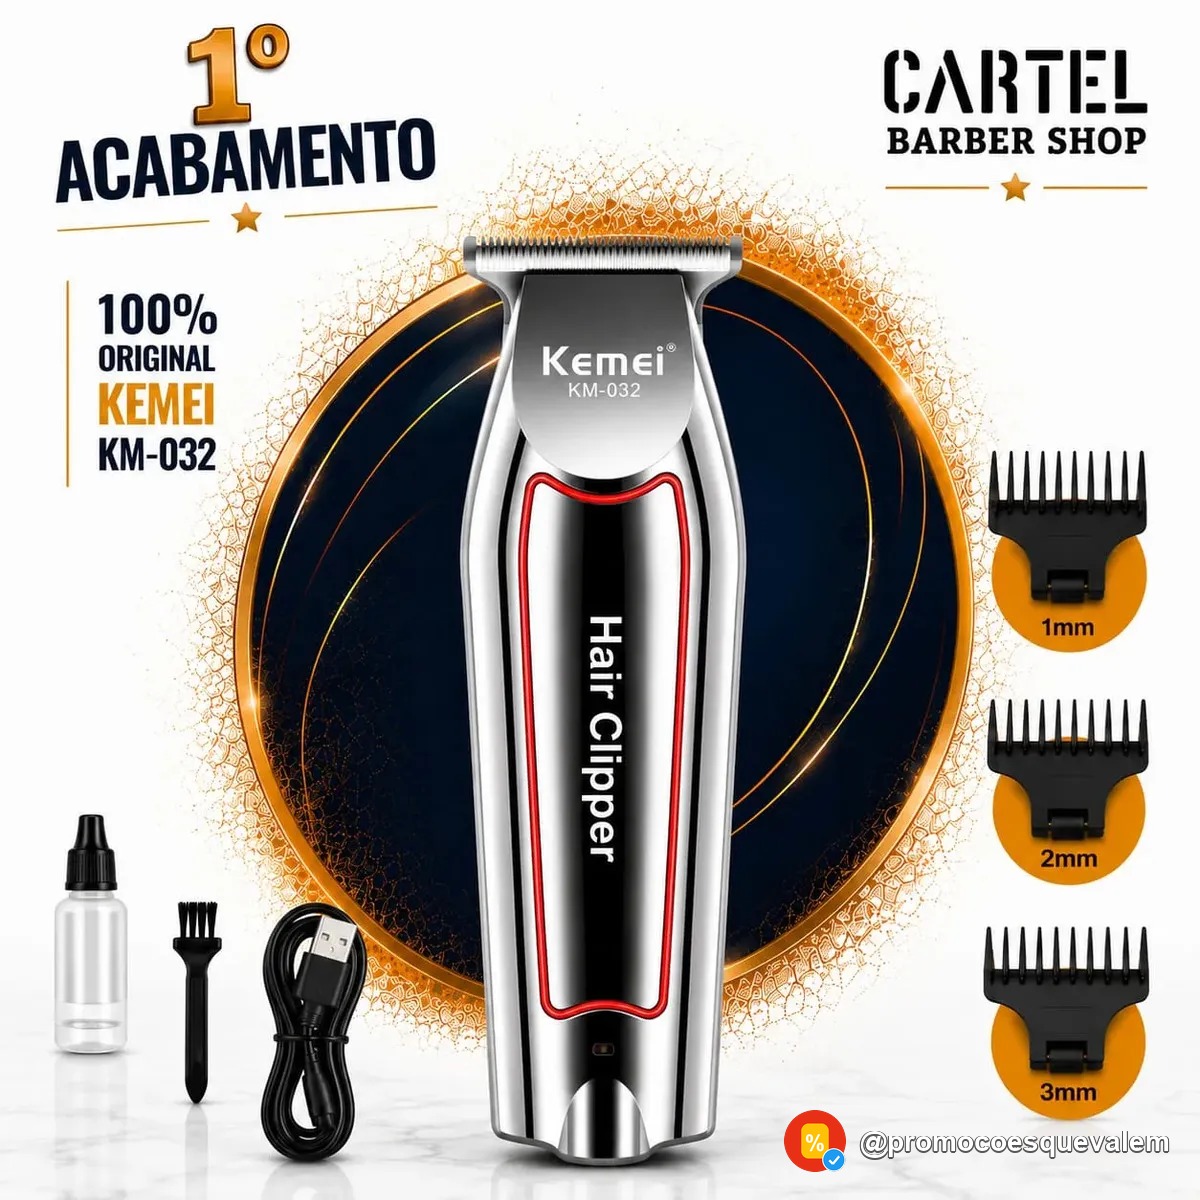 1º
ACABAMENTO
CARTEL
BARBER SHOP
100%
ORIGINAL
KEMEI
KM-032
Kemei®
KM-032
Hair Clipper
1mm
2mm
3mm
%
@promocoesquevalem